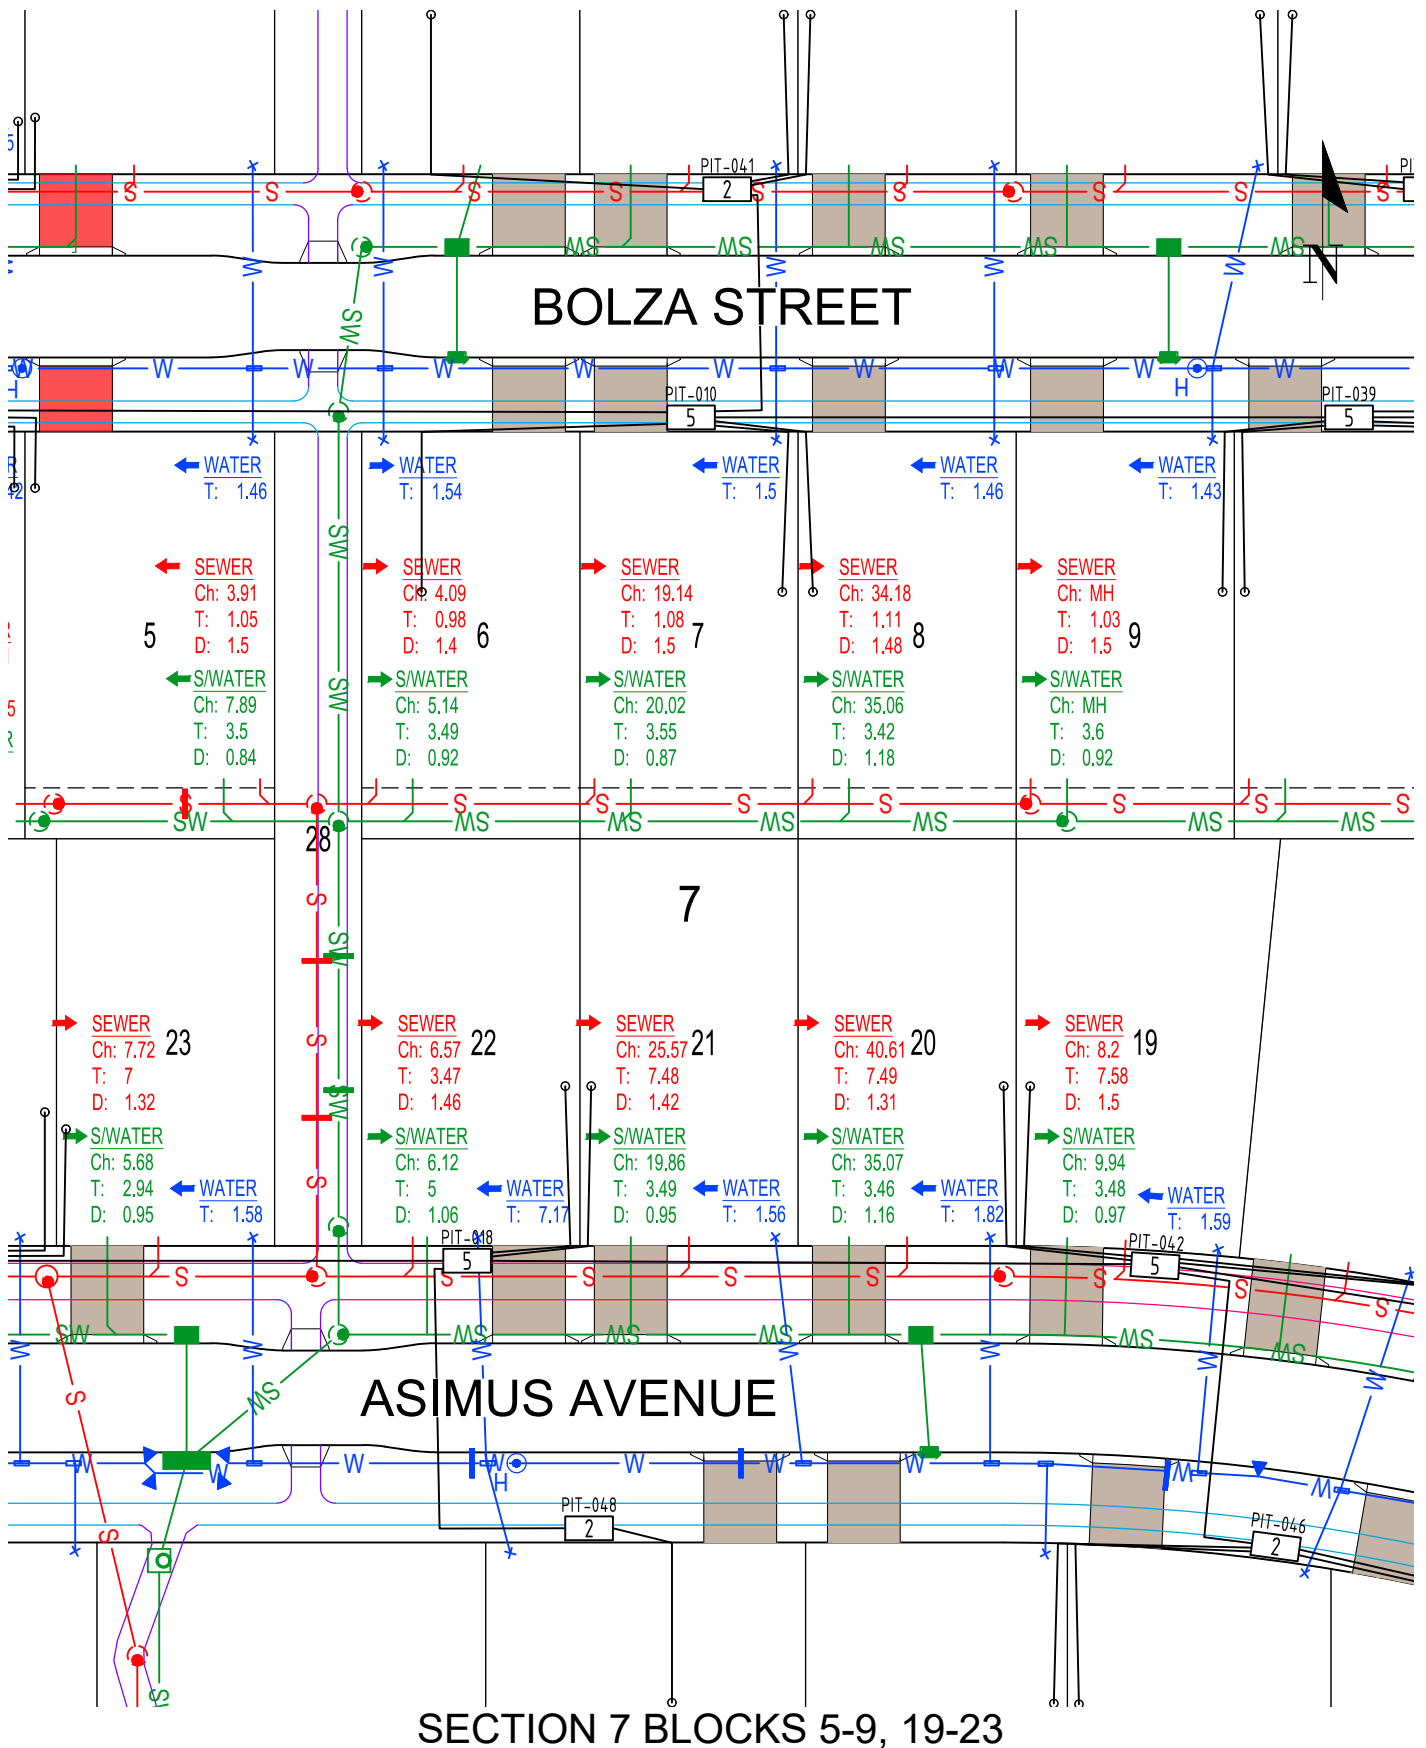 PIT-041
2
BOLZA STREET
N
H
PIT-010
5
H
PIT-039
5
WATER
T: 1.46
WATER
T: 1.54
WATER
T: 1.5
WATER
T: 1.46
WATER
T: 1.43
5
SEWER
Ch: 3.91
T: 1.05
D: 1.5
S/WATER
Ch: 7.89
T: 3.5
D: 0.84
6
SEWER
Ch: 4.09
T: 0.98
D: 1.4
S/WATER
Ch: 5.14
T: 3.49
D: 0.92
7
SEWER
Ch: 19.14
T: 1.08
D: 1.5
S/WATER
Ch: 20.02
T: 3.55
D: 0.87
8
SEWER
Ch: 34.18
T: 1.11
D: 1.48
S/WATER
Ch: 35.06
T: 3.42
D: 1.18
9
SEWER
Ch: MH
T: 1.03
D: 1.5
S/WATER
Ch: MH
T: 3.6
D: 0.92
28
7
23
SEWER
Ch: 7.72
T: 7
D: 1.32
S/WATER
Ch: 5.68
T: 2.94
D: 0.95
WATER
T: 1.58
22
SEWER
Ch: 6.57
T: 3.47
D: 1.46
S/WATER
Ch: 6.12
T: 5
D: 1.06
WATER
T: 7.17
21
SEWER
Ch: 25.57
T: 7.48
D: 1.42
S/WATER
Ch: 19.86
T: 3.49
D: 0.95
WATER
T: 1.56
20
SEWER
Ch: 40.61
T: 7.49
D: 1.31
S/WATER
Ch: 35.07
T: 3.46
D: 1.16
WATER
T: 1.82
19
SEWER
Ch: 8.2
T: 7.58
D: 1.5
S/WATER
Ch: 9.94
T: 3.48
D: 0.97
WATER
T: 1.59
PIT-018
5
PIT-042
5
ASIMUS AVENUE
H
PIT-048
2
PIT-046
2
SECTION 7 BLOCKS 5-9, 19-23